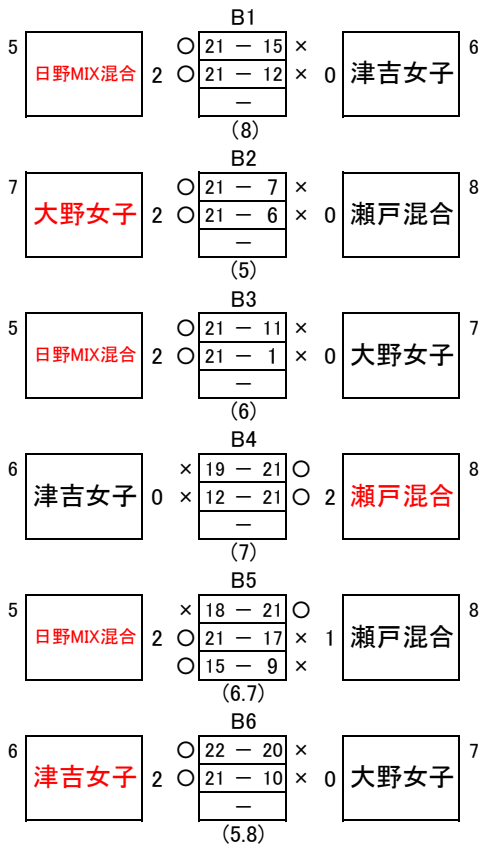 B1
5 ○ 21 － 15 × 6
日野MIX混合 2 ○ 21 － 12 × 0 津吉女子
－
(8)
B2
7 ○ 21 － 7 × 8
大野女子 2 ○ 21 － 6 × 0 瀬戸混合
－
(5)
B3
5 ○ 21 － 11 × 7
日野MIX混合 2 ○ 21 － 1 × 0 大野女子
－
(6)
B4
6 × 19 － 21 ○ 8
津吉女子 0 × 12 － 21 ○ 2 瀬戸混合
－
(7)
B5
5 × 18 － 21 ○ 8
日野MIX混合 2 ○ 21 － 17 × 1 瀬戸混合
○ 15 － 9 ×
(6.7)
B6
6 ○ 22 － 20 × 7
津吉女子 2 ○ 21 － 10 × 0 大野女子
－
(5.8)